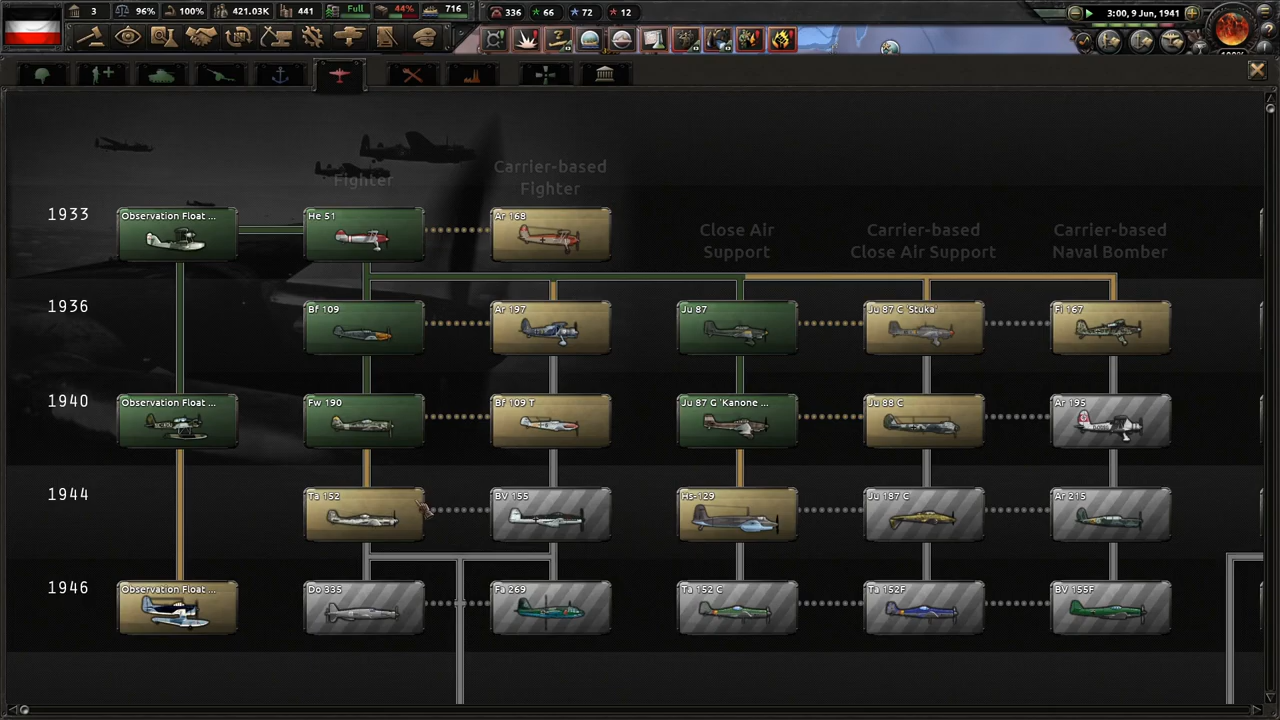 3 96% 100% 421.03K 441 Full 44% 716 336 66 72 12 3:00, 9 Jun, 1941
100%
Fighter
Carrier-based
Fighter
Close Air
Support
Carrier-based
Close Air Support
Carrier-based
Naval Bomber
1933
Observation Float ... He 51 Ar 168
1936
Bf 109 Ar 197 Ju 87 Ju 87 C 'Stuka' Fi 167
1940
Observation Float ... Fw 190 Bf 109 T Ju 87 G 'Kanone ... Ju 88 C Ar 195
1944
Ta 152 BV 155 Hs-129 Ju 187 C Ar 215
1946
Observation Float ... Do 335 Fa 269 Ta 152 C Ta 152F BV 155F